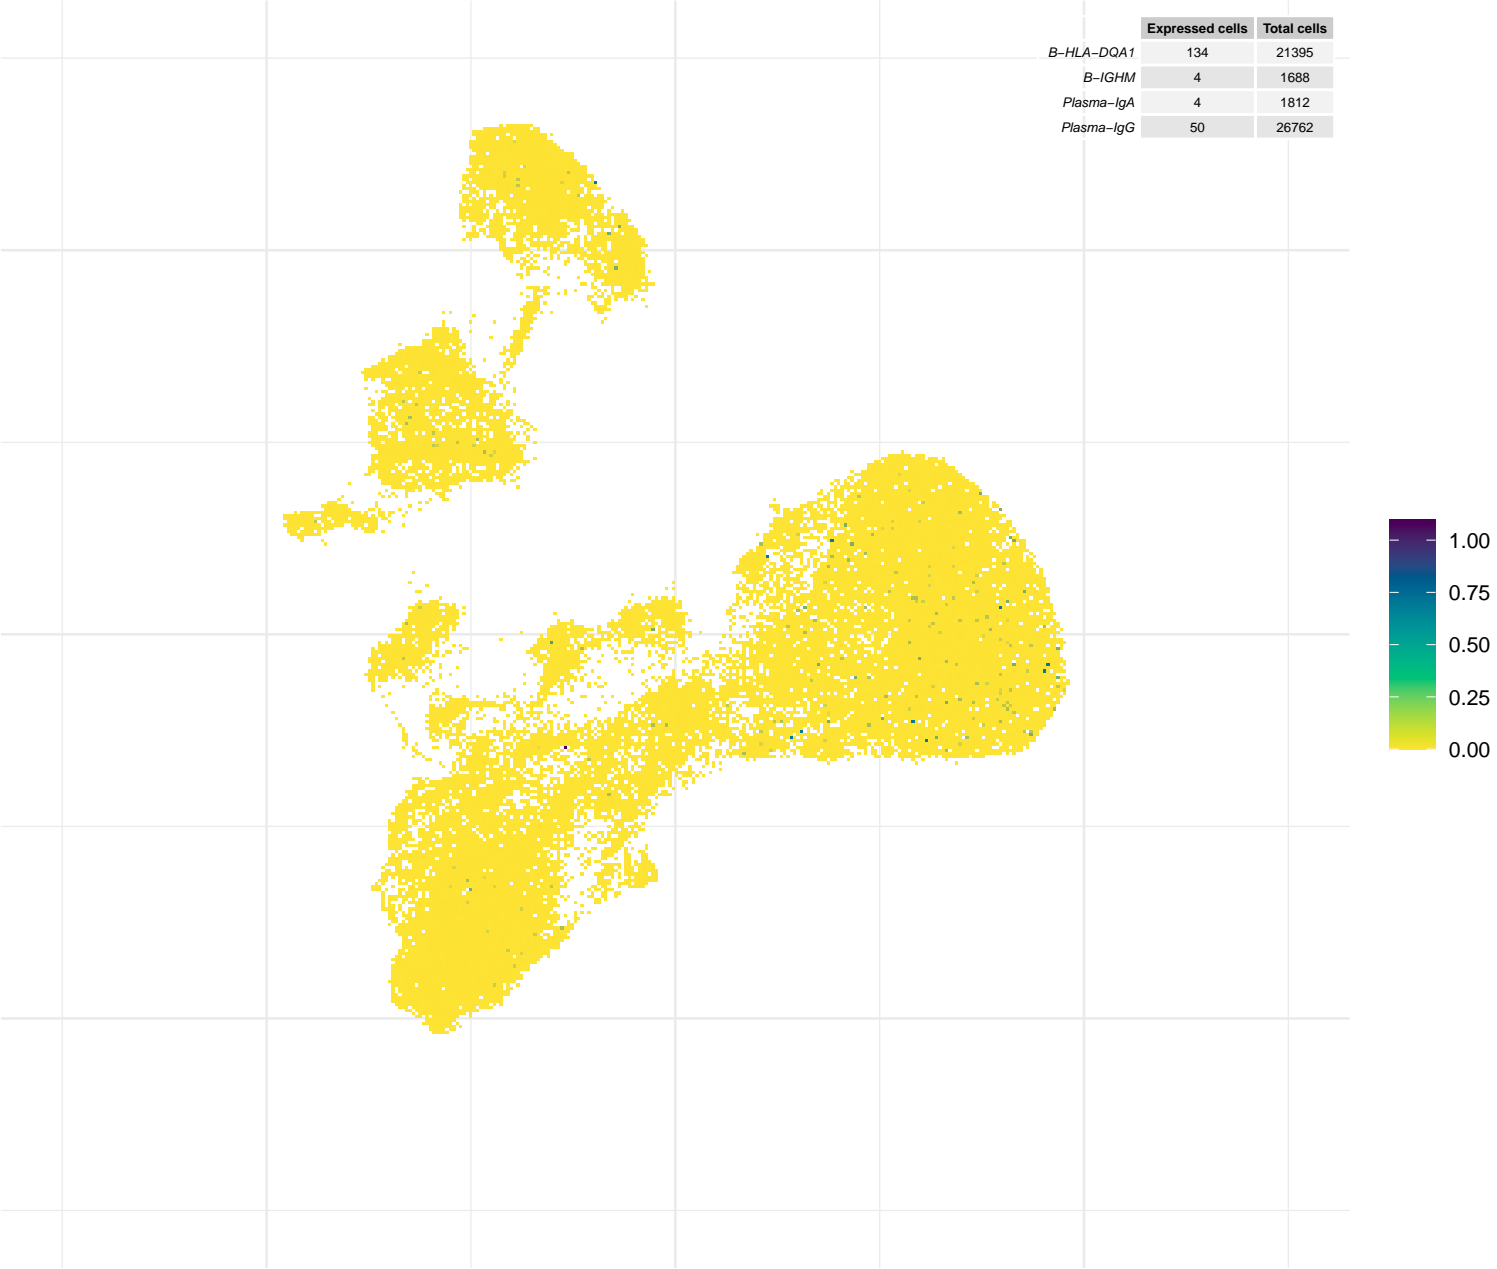 Expressed cells Total cells
B−HLA−DQA1 134 21395
B−IGHM 4 1688
Plasma−IgA 4 1812
Plasma−IgG 50 26762
1.00
0.75
0.50
0.25
0.00